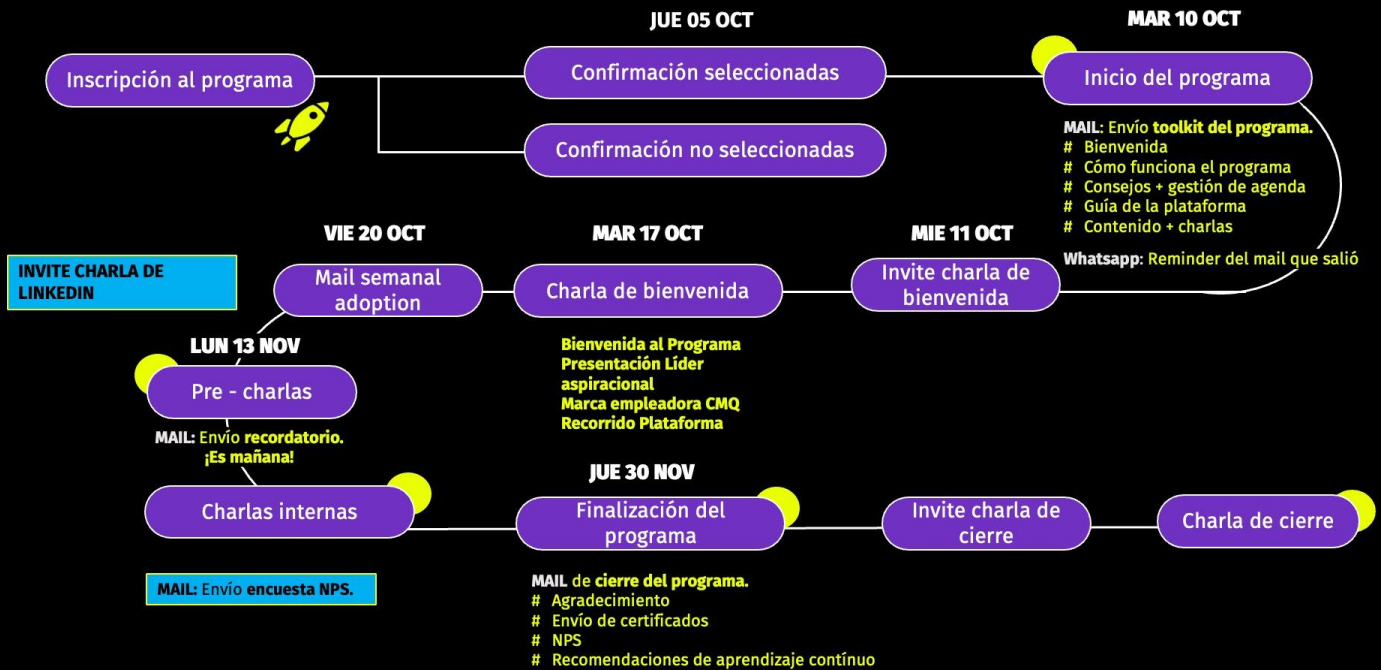 JUE 05 OCT
MAR 10 OCT
Inscripción al programa
Confirmación seleccionadas
Inicio del programa
Confirmación no seleccionadas
MAIL: Envío toolkit del programa.
# Bienvenida
# Cómo funciona el programa
# Consejos + gestión de agenda
# Guía de la plataforma
# Contenido + charlas
Whatsapp: Reminder del mail que salió
MIE 11 OCT
Invite charla de
bienvenida
MAR 17 OCT
Charla de bienvenida
Bienvenida al Programa
Presentación Líder
aspiracional
Marca empleadora CMQ
Recorrido Plataforma
VIE 20 OCT
Mail semanal
adoption
INVITE CHARLA DE
LINKEDIN
LUN 13 NOV
Pre - charlas
MAIL: Envío recordatorio.
¡Es mañana!
Charlas internas
MAIL: Envío encuesta NPS.
JUE 30 NOV
Finalización del
programa
MAIL de cierre del programa.
# Agradecimiento
# Envío de certificados
# NPS
# Recomendaciones de aprendizaje contínuo
Invite charla de
cierre
Charla de cierre